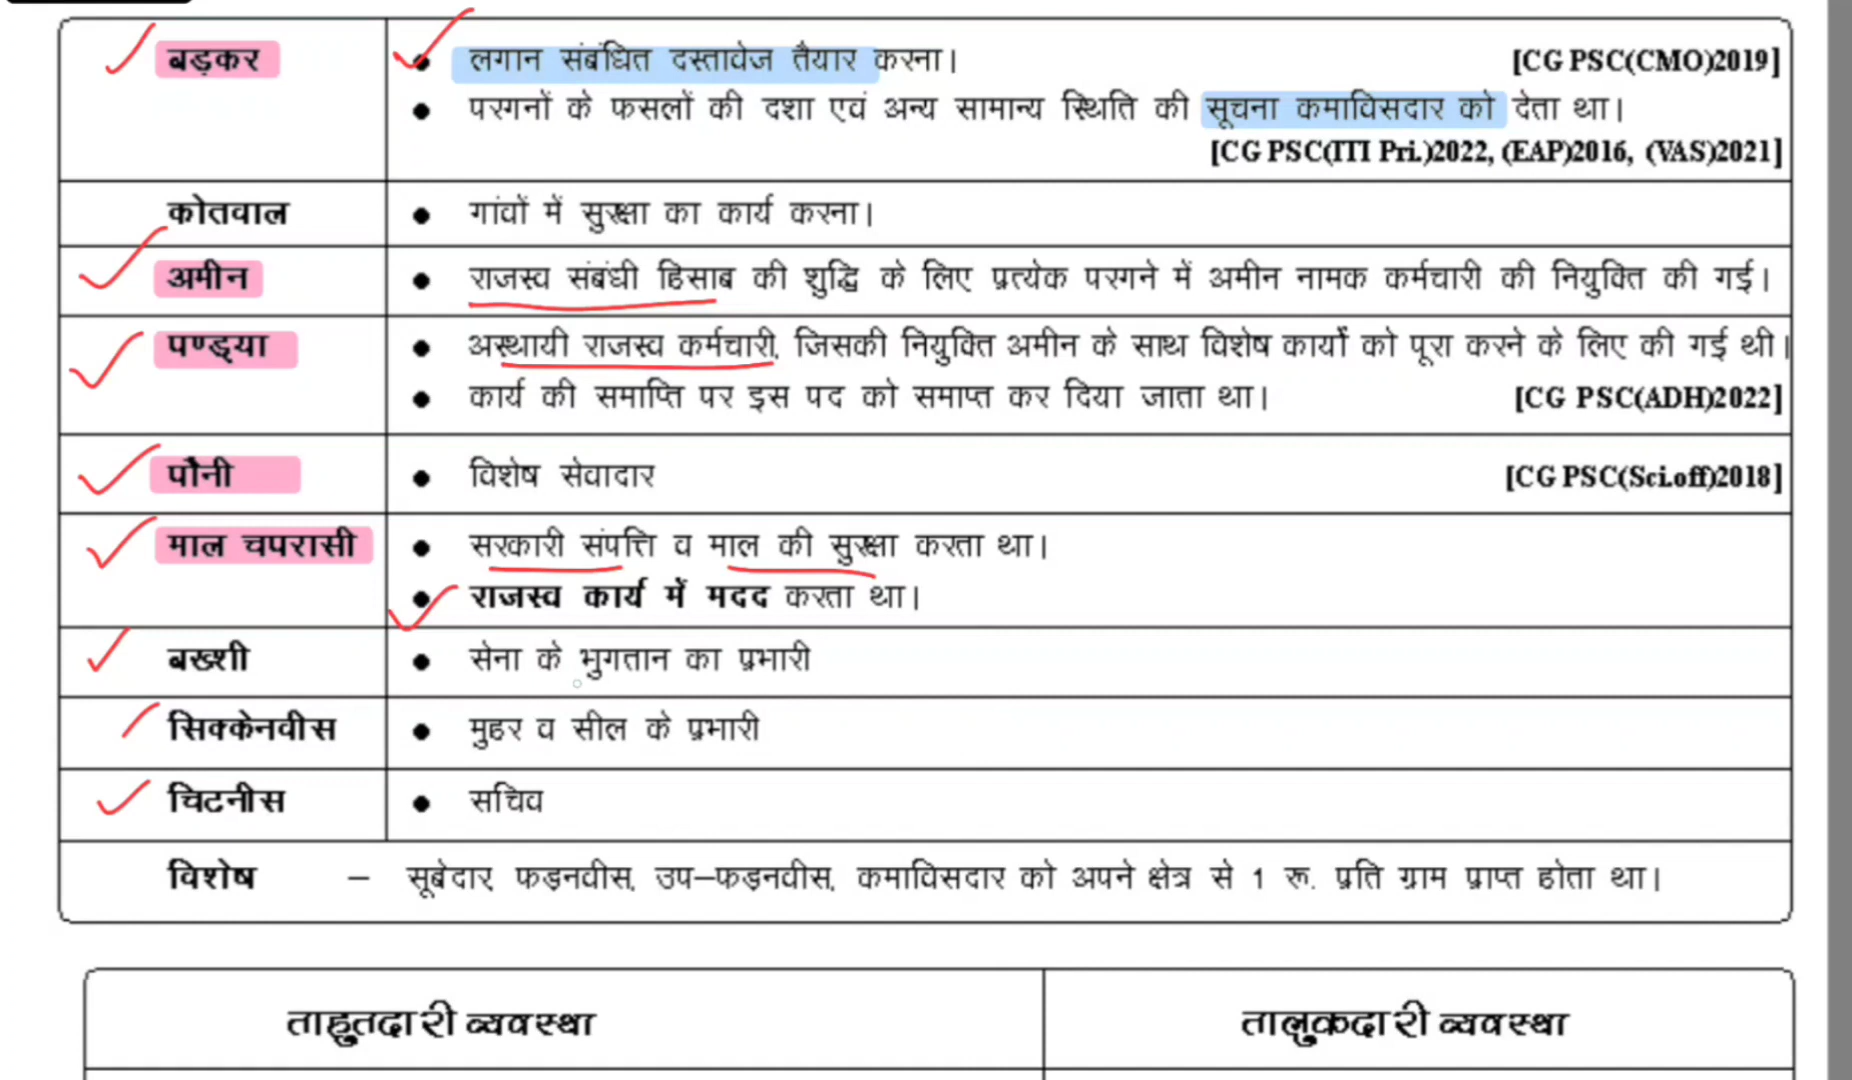 बड़कर
● लगान संबंधित दस्तावेज तैयार करना। [CG PSC(CMO)2019]
● परगनों के फसलों की दशा एवं अन्य सामान्य स्थिति की सूचना कमाविसदार को देता था।
[CG PSC(ITI Pri.)2022, (EAP)2016, (VAS)2021]
कोतवाल ● गांवों में सुरक्षा का कार्य करना।
अमीन ● राजस्व संबंधी हिसाब की शुद्धि के लिए प्रत्येक परगने में अमीन नामक कर्मचारी की नियुक्ति की गई।
पण्ड्या ● अस्थायी राजस्व कर्मचारी, जिसकी नियुक्ति अमीन के साथ विशेष कार्यों को पूरा करने के लिए की गई थी।
● कार्य की समाप्ति पर इस पद को समाप्त कर दिया जाता था। [CG PSC(ADH)2022]
पौनी ● विशेष सेवादार [CG PSC(Sci.off)2018]
माल चपरासी ● सरकारी संपत्ति व माल की सुरक्षा करता था।
● राजस्व कार्य में मदद करता था।
बख्शी ● सेना के भुगतान का प्रभारी
सिक्केनवीस ● मुहर व सील के प्रभारी
चिटनीस ● सचिव
विशेष – सूबेदार, फड़नवीस, उप–फड़नवीस, कमाविसदार को अपने क्षेत्र से 1 रू. प्रति ग्राम प्राप्त होता था।
ताहुतदारी व्यवस्था तालुकदारी व्यवस्था